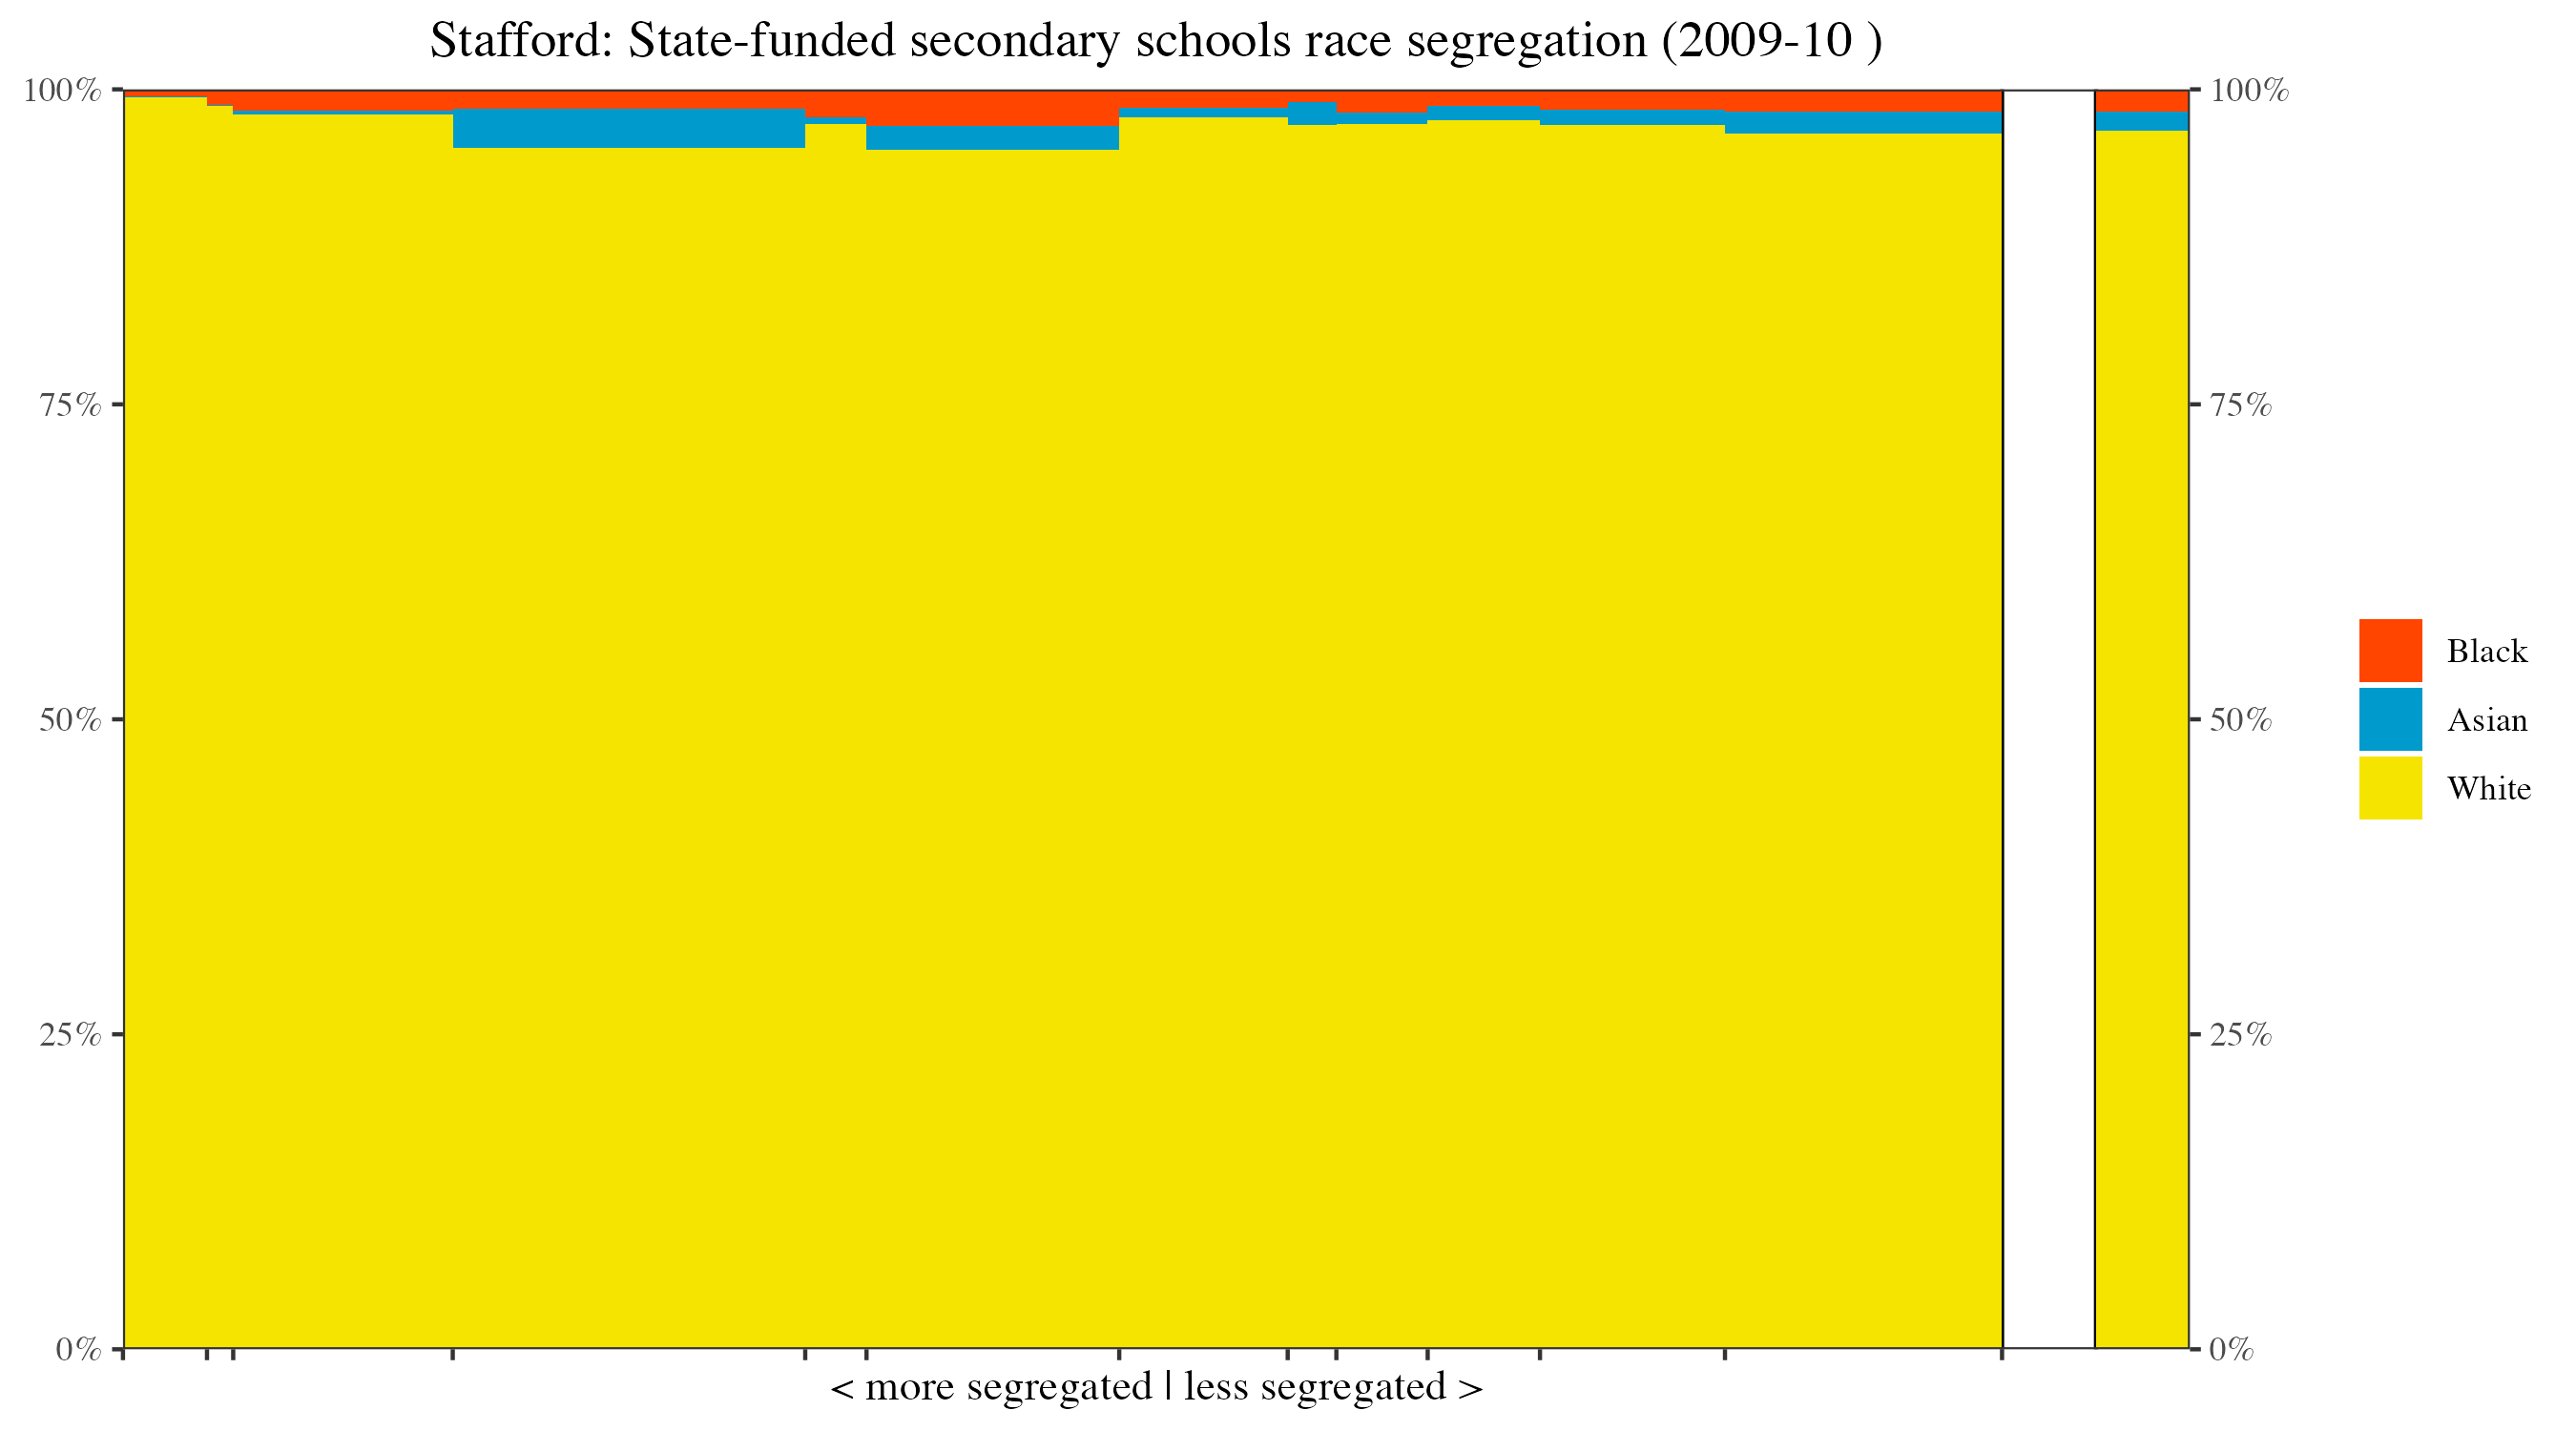 Stafford: State-funded secondary schools race segregation (2009-10 )
100%
75%
50%
25%
0%
100%
75%
50%
25%
0%
< more segregated | less segregated >
Black
Asian
White